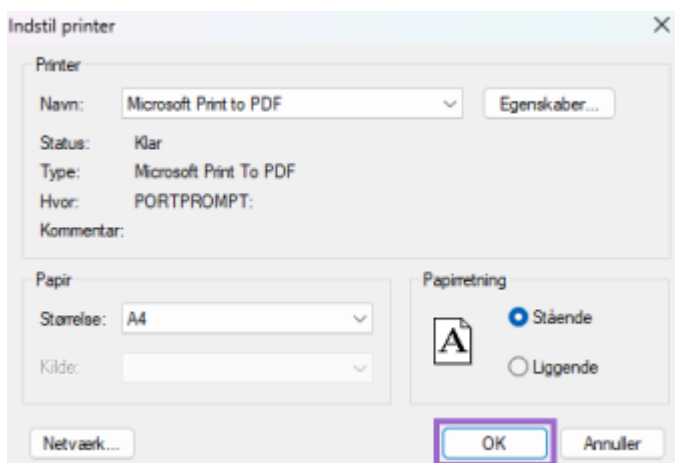 Indstil printer
Printer
Navn: Microsoft Print to PDF Egenskaber...
Status: Klar
Type: Microsoft Print To PDF
Hvor: PORTPROMPT:
Kommentar:
Papir
Størrelse: A4
Kilde:
Papirretning
A
Stående
Liggende
Netværk... OK Annuller